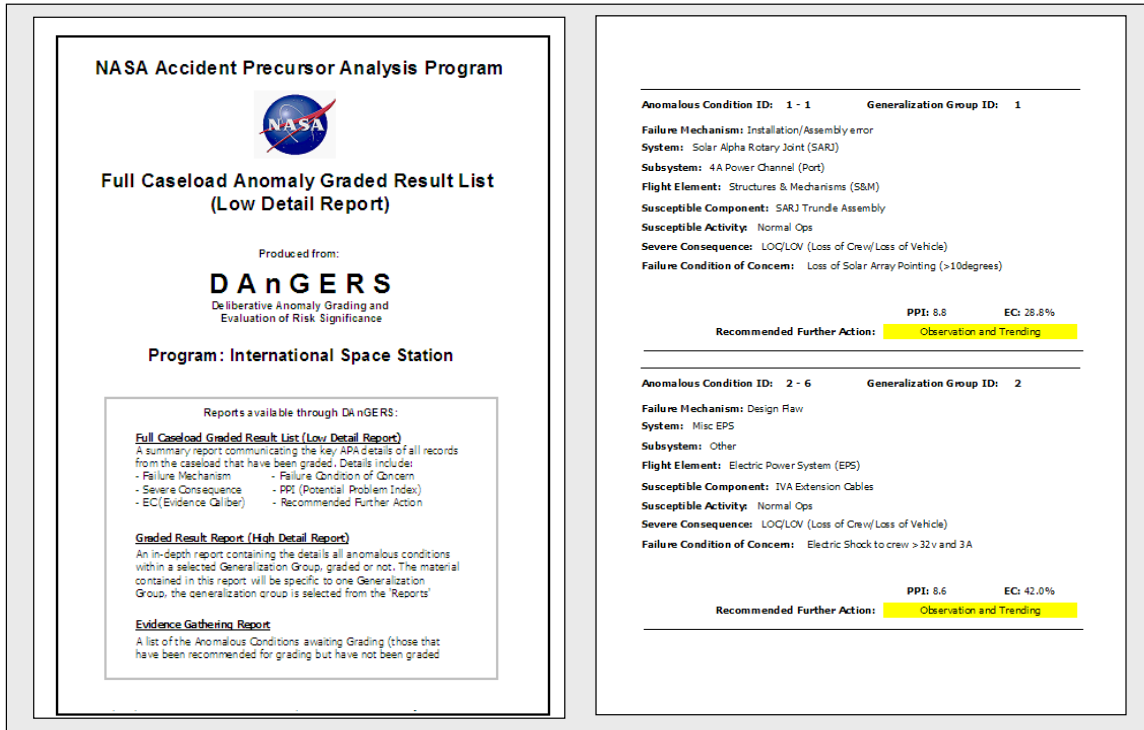 NASA Accident Precursor Analysis Program
NASA
Full Caseload Anomaly Graded Result List
(Low Detail Report)
Produced from:
DAnGERS
Deliberative Anomaly Grading and
Evaluation of Risk Significance
Program: International Space Station
Reports available through DAnGERS:
Full Caseload Graded Result List (Low Detail Report)
A summary report communicating the key APA details of all records
from the caseload that have been graded. Details include:
- Failure Mechanism - Failure Condition of Concern
- Severe Consequence - PPI (Potential Problem Index)
- EC(Evidence Caliber) - Recommended Further Action
Graded Result Report (High Detail Report)
An in-depth report containing the details all anomalous conditions
within a selected Generalization Group, graded or not. The material
contained in this report will be specific to one Generalization
Group, the generalization group is selected from the 'Reports'
Evidence Gathering Report
A list of the Anomalous Conditions awaiting Grading (those that
have been recommended for grading but have not been graded
Anomalous Condition ID: 1 - 1 Generalization Group ID: 1
Failure Mechanism: Installation/Assembly error
System: Solar Alpha Rotary Joint (SARJ)
Subsystem: 4A Power Channel (Port)
Flight Element: Structures & Mechanisms (S&M)
Susceptible Component: SARJ Trundle Assembly
Susceptible Activity: Normal Ops
Severe Consequence: LOC/LOV (Loss of Crew/Loss of Vehicle)
Failure Condition of Concern: Loss of Solar Array Pointing (>10degrees)
PPI: 8.8 EC: 28.8%
Recommended Further Action: Observation and Trending
Anomalous Condition ID: 2 - 6 Generalization Group ID: 2
Failure Mechanism: Design Flaw
System: Misc EPS
Subsystem: Other
Flight Element: Electric Power System (EPS)
Susceptible Component: IVA Extension Cables
Susceptible Activity: Normal Ops
Severe Consequence: LOC/LOV (Loss of Crew/Loss of Vehicle)
Failure Condition of Concern: Electric Shock to crew >32v and 3A
PPI: 8.6 EC: 42.0%
Recommended Further Action: Observation and Trending